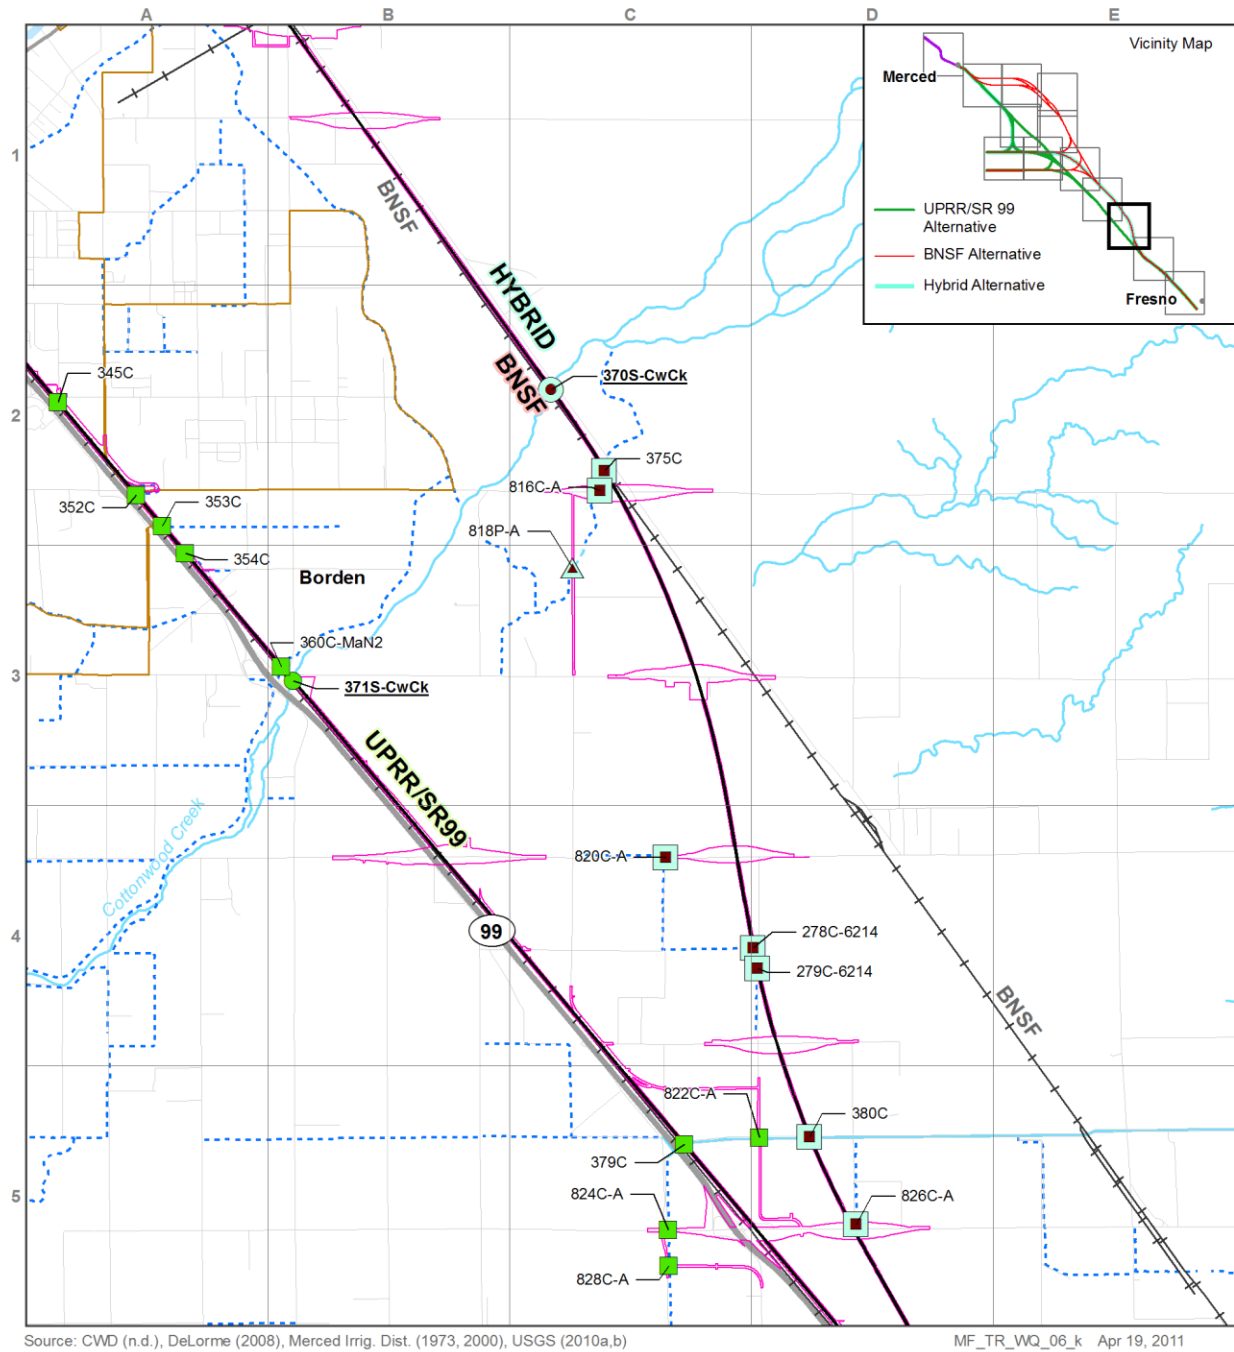 A B C D E
Vicinity Map
Merced
UPRR/SR 99
Alternative
BNSF Alternative
Hybrid Alternative
Fresno
1
BNSF
HYBRID
BNSF
370S-CwCk
345C
2
375C
816C-A
352C
353C
818P-A
354C
Borden
360C-MaN2
3
371S-CwCk
UPRR/SR99
Cottonwood Creek
820C-A
99
4
278C-6214
279C-6214
BNSF
822C-A
380C
379C
5
824C-A
826C-A
828C-A
Source: CWD (n.d.), DeLorme (2008), Merced Irrig. Dist. (1973, 2000), USGS (2010a,b)
MF_TR_WQ_06_k Apr 19, 2011